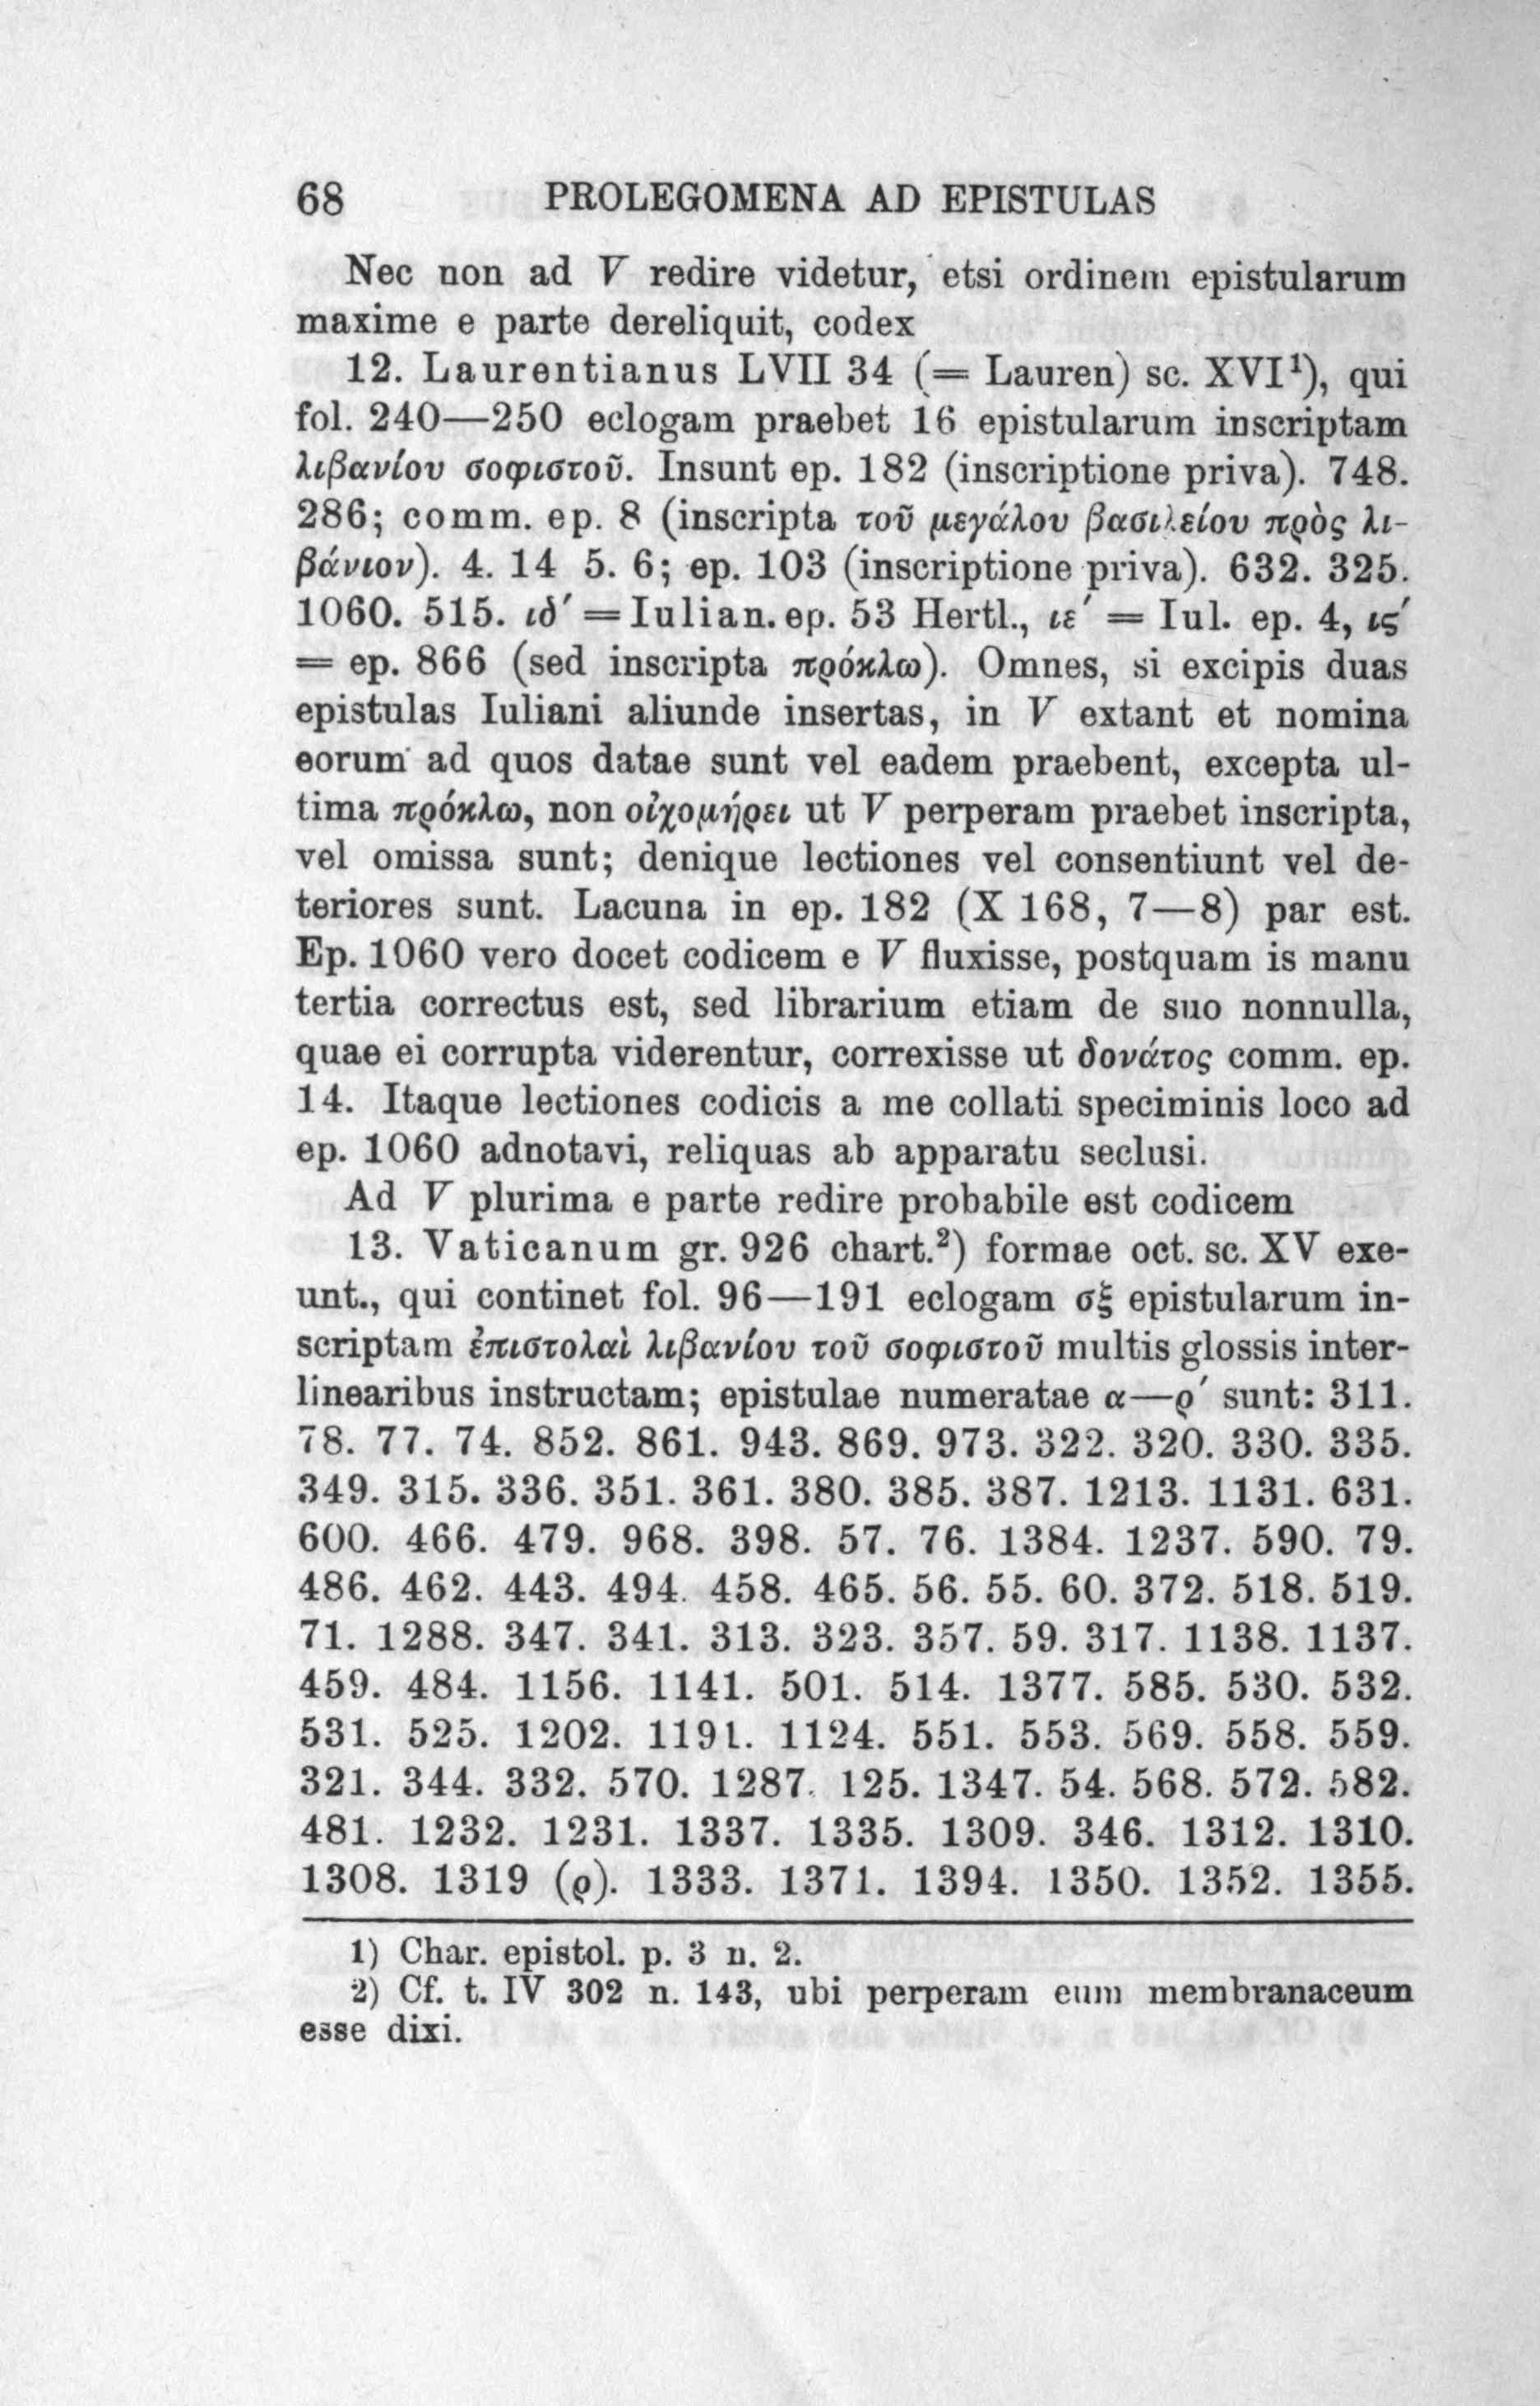 68 PROLEGOMENA AD EPISTULAS
Nec non ad V redire videtur, etsi ordinem epistularum
maxime e parte dereliquit, codex
12. Laurentianus LVII 34 (= Lauren) sc. XVI¹), qui
fol. 240—250 eclogam praebet 16 epistularum inscriptam
λιβανίου σοφιστοῦ. Insunt ep. 182 (inscriptione priva). 748.
286; comm. ep. 8 (inscripta τοῦ μεγάλου βασιλείου πρὸς λι-
βάνιον). 4. 14 5. 6; ep. 103 (inscriptione priva). 632. 325.
1060. 515. ιδ′ = Iulian. ep. 53 Hertl., ιε′ = Iul. ep. 4, ις′
= ep. 866 (sed inscripta πρόκλω). Omnes, si excipis duas
epistulas Iuliani aliunde insertas, in V extant et nomina
eorum ad quos datae sunt vel eadem praebent, excepta ul-
tima πρόκλω, non οἰχομήρει ut V perperam praebet inscripta,
vel omissa sunt; denique lectiones vel consentiunt vel de-
teriores sunt. Lacuna in ep. 182 (X 168, 7—8) par est.
Ep. 1060 vero docet codicem e V fluxisse, postquam is manu
tertia correctus est, sed librarium etiam de suo nonnulla,
quae ei corrupta viderentur, correxisse ut δονάτος comm. ep.
14. Itaque lectiones codicis a me collati speciminis loco ad
ep. 1060 adnotavi, reliquas ab apparatu seclusi.
Ad V plurima e parte redire probabile est codicem
13. Vaticanum gr. 926 chart.²) formae oct. sc. XV exe-
unt., qui continet fol. 96—191 eclogam σξ epistularum in-
scriptam ἐπιστολαὶ λιβανίου τοῦ σοφιστοῦ multis glossis inter-
linearibus instructam; epistulae numeratae α—ρ′ sunt: 311.
78. 77. 74. 852. 861. 943. 869. 973. 322. 320. 330. 335.
349. 315. 336. 351. 361. 380. 385. 387. 1213. 1131. 631.
600. 466. 479. 968. 398. 57. 76. 1384. 1237. 590. 79.
486. 462. 443. 494. 458. 465. 56. 55. 60. 372. 518. 519.
71. 1288. 347. 341. 313. 323. 357. 59. 317. 1138. 1137.
459. 484. 1156. 1141. 501. 514. 1377. 585. 530. 532.
531. 525. 1202. 1191. 1124. 551. 553. 569. 558. 559.
321. 344. 332. 570. 1287. 125. 1347. 54. 568. 572. 582.
481. 1232. 1231. 1337. 1335. 1309. 346. 1312. 1310.
1308. 1319 (ρ). 1333. 1371. 1394. 1350. 1352. 1355.
1) Char. epistol. p. 3 n. 2.
2) Cf. t. IV 302 n. 143, ubi perperam eum membranaceum
esse dixi.